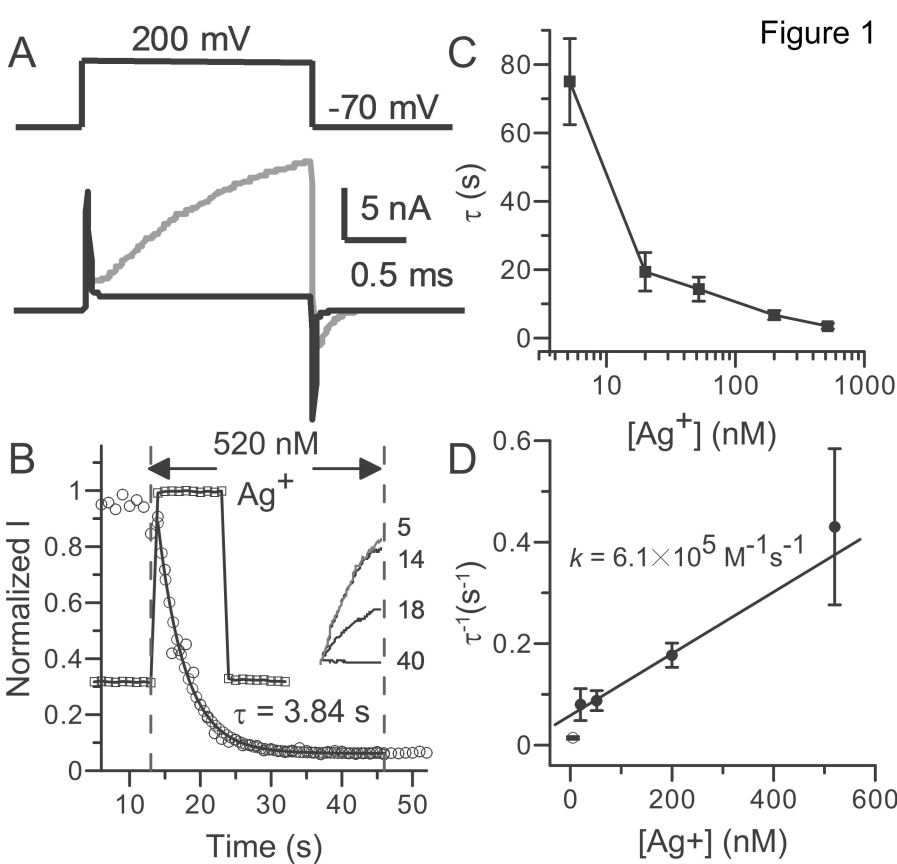 Figure 1
A
200 mV
-70 mV
5 nA
0.5 ms
C
τ (s)
80
60
40
20
0
10
100
1000
[Ag+] (nM)
B
520 nM
Ag+
Normalized I
1
0.8
0.6
0.4
0.2
0
5
14
18
40
τ = 3.84 s
10
20
30
40
50
Time (s)
D
τ-1(s-1)
0.6
0.4
0.2
0
k = 6.1×10⁵ M⁻¹s⁻¹
0
200
400
600
[Ag+] (nM)